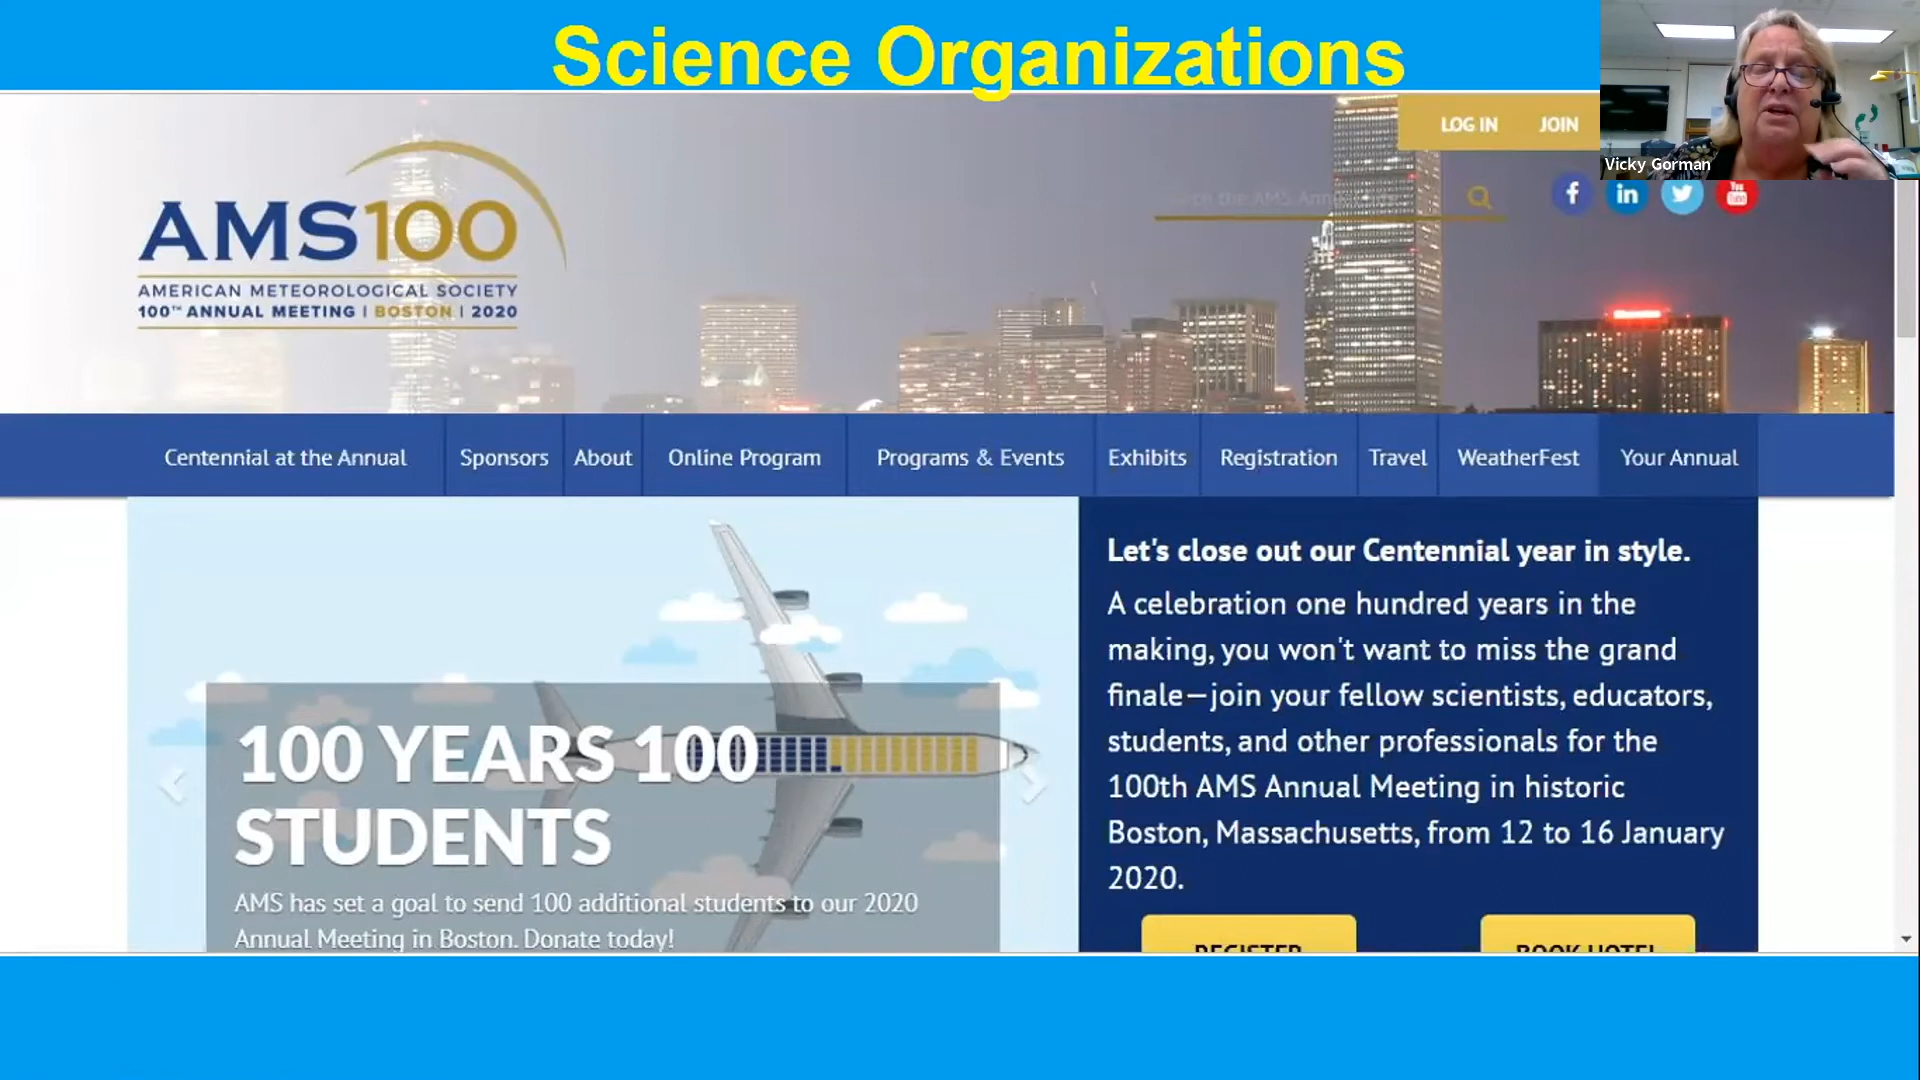 Science Organizations
Vicky Gorman
LOG IN
JOIN
AMS100
AMERICAN METEOROLOGICAL SOCIETY
100TH ANNUAL MEETING | BOSTON | 2020
Centennial at the Annual
Sponsors
About
Online Program
Programs & Events
Exhibits
Registration
Travel
WeatherFest
Your Annual
100 YEARS 100
STUDENTS
AMS has set a goal to send 100 additional students to our 2020
Annual Meeting in Boston. Donate today!
Let's close out our Centennial year in style.
A celebration one hundred years in the
making, you won't want to miss the grand
finale—join your fellow scientists, educators,
students, and other professionals for the
100th AMS Annual Meeting in historic
Boston, Massachusetts, from 12 to 16 January
2020.
REGISTER
BOOK HOTEL